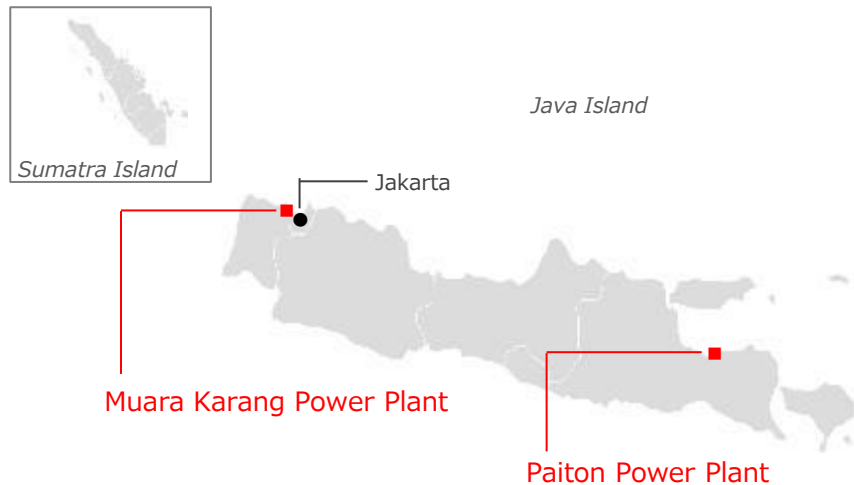 Java Island
Sumatra Island
Jakarta
Muara Karang Power Plant
Paiton Power Plant